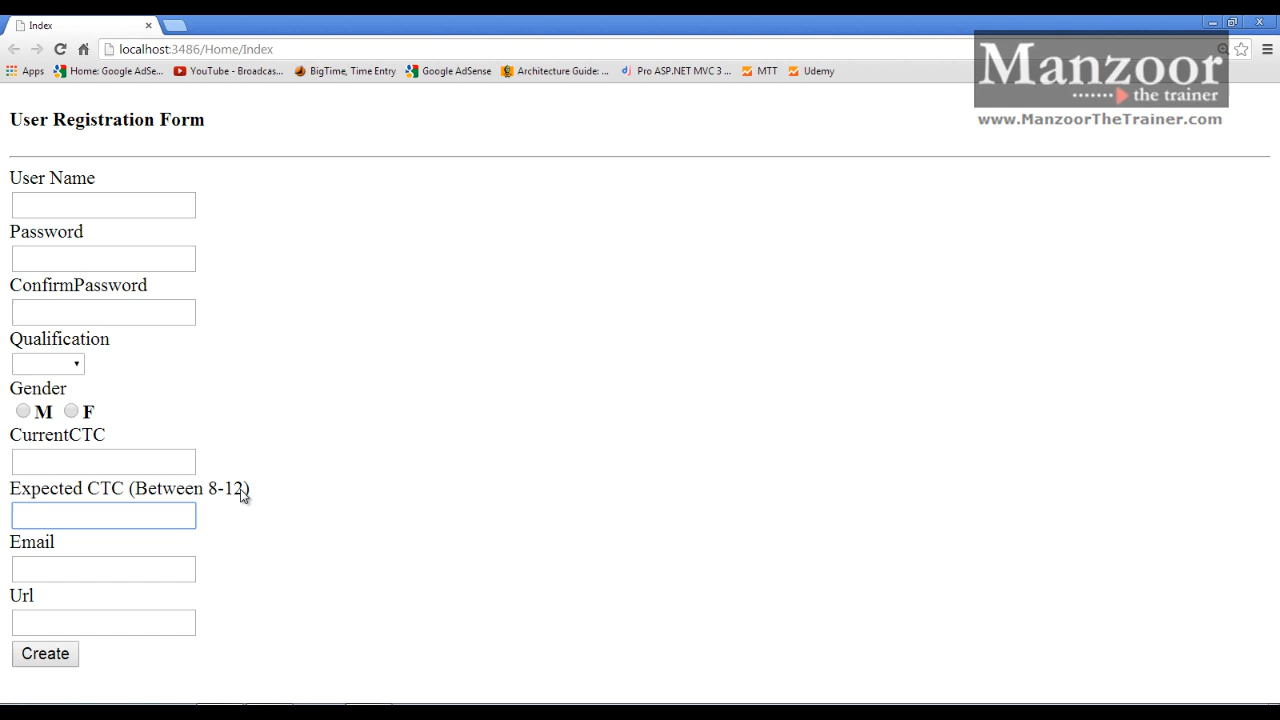 Index
localhost:3486/Home/Index
Apps Home: Google AdSe... YouTube - Broadcas... BigTime, Time Entry Google AdSense Architecture Guide: ... Pro ASP.NET MVC 3 ... MTT Udemy
Manzoor
the trainer
www.ManzoorTheTrainer.com
User Registration Form
User Name
Password
ConfirmPassword
Qualification
Gender
M F
CurrentCTC
Expected CTC (Between 8-12)
Email
Url
Create